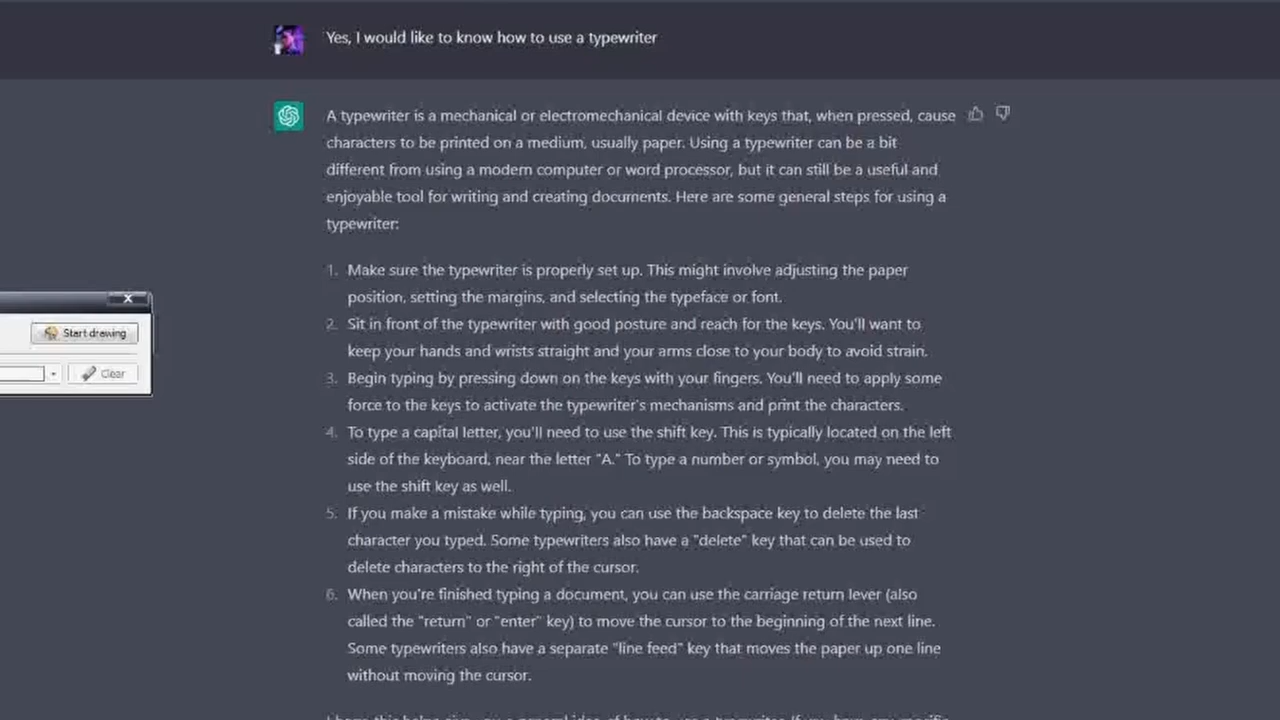 Yes, I would like to know how to use a typewriter
A typewriter is a mechanical or electromechanical device with keys that, when pressed, cause
characters to be printed on a medium, usually paper. Using a typewriter can be a bit
different from using a modern computer or word processor, but it can still be a useful and
enjoyable tool for writing and creating documents. Here are some general steps for using a
typewriter:
1. Make sure the typewriter is properly set up. This might involve adjusting the paper
position, setting the margins, and selecting the typeface or font.
2. Sit in front of the typewriter with good posture and reach for the keys. You'll want to
keep your hands and wrists straight and your arms close to your body to avoid strain.
Start drawing
3. Begin typing by pressing down on the keys with your fingers. You'll need to apply some
force to the keys to activate the typewriter's mechanisms and print the characters.
Clear
4. To type a capital letter, you'll need to use the shift key. This is typically located on the left
side of the keyboard, near the letter "A." To type a number or symbol, you may need to
use the shift key as well.
5. If you make a mistake while typing, you can use the backspace key to delete the last
character you typed. Some typewriters also have a "delete" key that can be used to
delete characters to the right of the cursor.
6. When you're finished typing a document, you can use the carriage return lever (also
called the "return" or "enter" key) to move the cursor to the beginning of the next line.
Some typewriters also have a separate "line feed" key that moves the paper up one line
without moving the cursor.